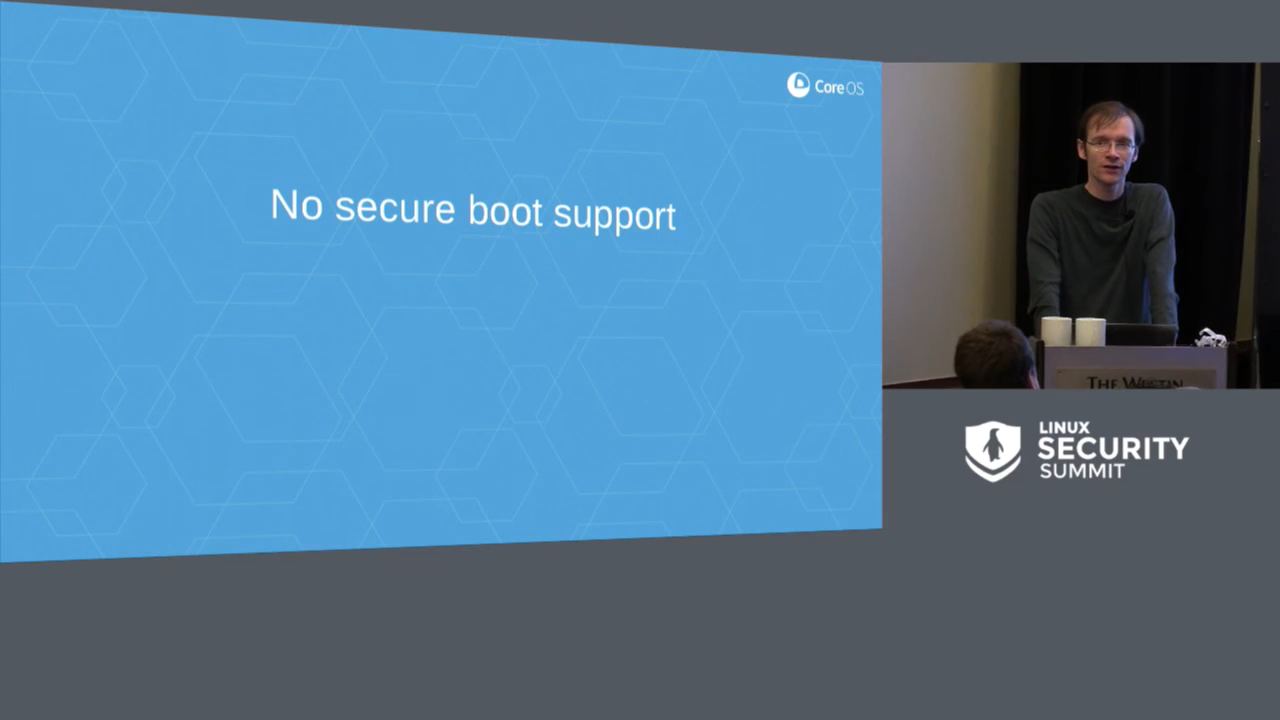 CoreOS
No secure boot support
THE WESTIN
LINUX
SECURITY
SUMMIT